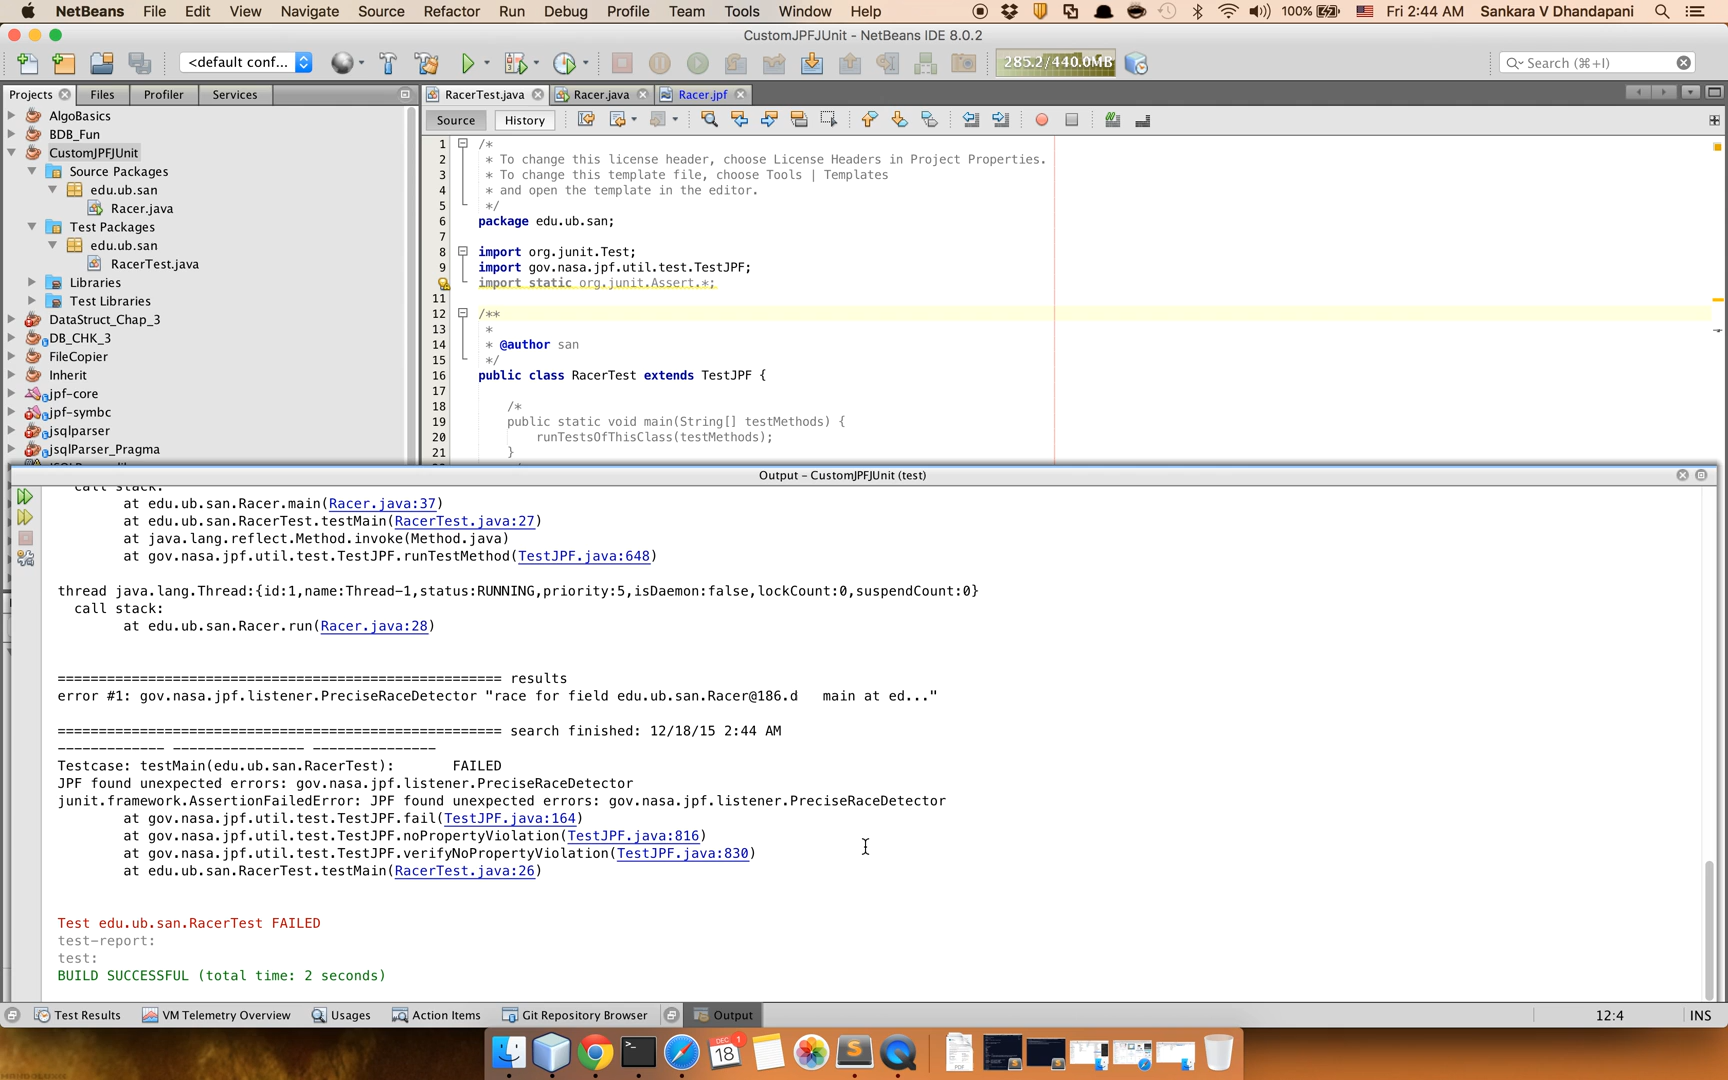 NetBeans File Edit View Navigate Source Refactor Run Debug Profile Team Tools Window Help 100% Fri 2:44 AM Sankara V Dhandapani
CustomJPFJUnit - NetBeans IDE 8.0.2
<default conf... 285.2/440.0MB Search (⌘+I)
Projects Files Profiler Services RacerTest.java Racer.java Racer.jpf
Source History
AlgoBasics
BDB_Fun
CustomJPFJUnit
Source Packages
edu.ub.san
Racer.java
Test Packages
edu.ub.san
RacerTest.java
Libraries
Test Libraries
DataStruct_Chap_3
DB_CHK_3
FileCopier
Inherit
jpf-core
jpf-symbc
jsqlparser
jsqlParser_Pragma
1 /*
2 * To change this license header, choose License Headers in Project Properties.
3 * To change this template file, choose Tools | Templates
4 * and open the template in the editor.
5 */
6 package edu.ub.san;
7
8 import org.junit.Test;
9 import gov.nasa.jpf.util.test.TestJPF;
import static org.junit.Assert.*;
11
12 /**
13 *
14 * @author san
15 */
16 public class RacerTest extends TestJPF {
17
18 /*
19 public static void main(String[] testMethods) {
20 runTestsOfThisClass(testMethods);
21 }
Output - CustomJPFJUnit (test)
call stack:
at edu.ub.san.Racer.main(Racer.java:37)
at edu.ub.san.RacerTest.testMain(RacerTest.java:27)
at java.lang.reflect.Method.invoke(Method.java)
at gov.nasa.jpf.util.test.TestJPF.runTestMethod(TestJPF.java:648)
thread java.lang.Thread:{id:1,name:Thread-1,status:RUNNING,priority:5,isDaemon:false,lockCount:0,suspendCount:0}
call stack:
at edu.ub.san.Racer.run(Racer.java:28)
====================================================== results
error #1: gov.nasa.jpf.listener.PreciseRaceDetector "race for field edu.ub.san.Racer@186.d   main at ed..."
====================================================== search finished: 12/18/15 2:44 AM
------------- ---------------- ---------------
Testcase: testMain(edu.ub.san.RacerTest): FAILED
JPF found unexpected errors: gov.nasa.jpf.listener.PreciseRaceDetector
junit.framework.AssertionFailedError: JPF found unexpected errors: gov.nasa.jpf.listener.PreciseRaceDetector
at gov.nasa.jpf.util.test.TestJPF.fail(TestJPF.java:164)
at gov.nasa.jpf.util.test.TestJPF.noPropertyViolation(TestJPF.java:816)
at gov.nasa.jpf.util.test.TestJPF.verifyNoPropertyViolation(TestJPF.java:830)
at edu.ub.san.RacerTest.testMain(RacerTest.java:26)
Test edu.ub.san.RacerTest FAILED
test-report:
test:
BUILD SUCCESSFUL (total time: 2 seconds)
Test Results VM Telemetry Overview Usages Action Items Git Repository Browser Output 12:4 INS
DEC 18 1
PDF